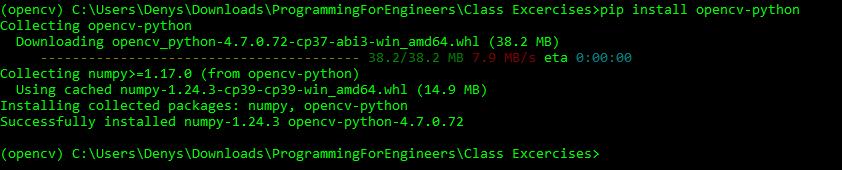 (opencv) C:\Users\Denys\Downloads\ProgrammingForEngineers\Class Excercises>pip install opencv-python
Collecting opencv-python
  Downloading opencv_python-4.7.0.72-cp37-abi3-win_amd64.whl (38.2 MB)
     ---------------------------------------- 38.2/38.2 MB 7.9 MB/s eta 0:00:00
Collecting numpy>=1.17.0 (from opencv-python)
  Using cached numpy-1.24.3-cp39-cp39-win_amd64.whl (14.9 MB)
Installing collected packages: numpy, opencv-python
Successfully installed numpy-1.24.3 opencv-python-4.7.0.72
(opencv) C:\Users\Denys\Downloads\ProgrammingForEngineers\Class Excercises>